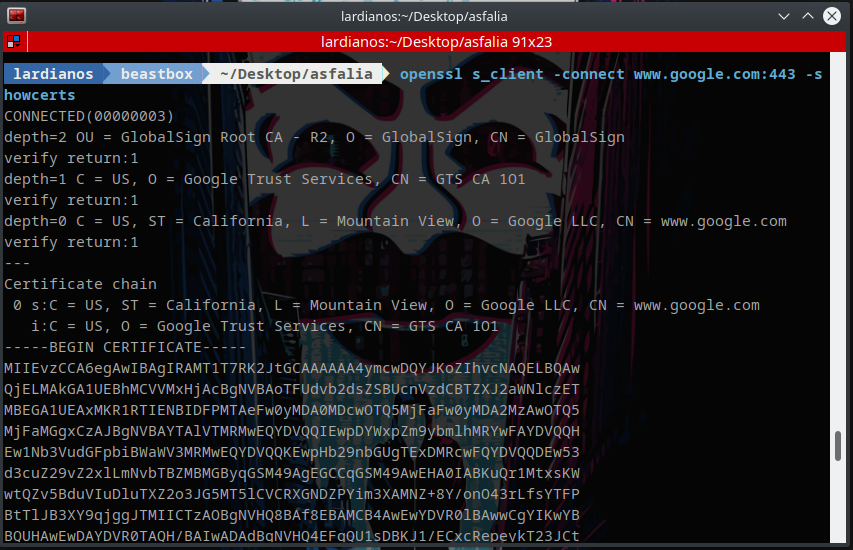 lardianos:~/Desktop/asfalia
lardianos:~/Desktop/asfalia 91x23
lardianos beastbox ~/Desktop/asfalia openssl s_client -connect www.google.com:443 -s
howcerts
CONNECTED(00000003)
depth=2 OU = GlobalSign Root CA - R2, O = GlobalSign, CN = GlobalSign
verify return:1
depth=1 C = US, O = Google Trust Services, CN = GTS CA 1O1
verify return:1
depth=0 C = US, ST = California, L = Mountain View, O = Google LLC, CN = www.google.com
verify return:1
---
Certificate chain
 0 s:C = US, ST = California, L = Mountain View, O = Google LLC, CN = www.google.com
   i:C = US, O = Google Trust Services, CN = GTS CA 1O1
-----BEGIN CERTIFICATE-----
MIIEvzCCA6egAwIBAgIRAMT1T7RK2JtGCAAAAAA4ymcwDQYJKoZIhvcNAQELBQAw
QjELMAkGA1UEBhMCVVMxHjAcBgNVBAoTFUdvb2dsZSBUcnVzdCBTZXJ2aWNlczET
MBEGA1UEAxMKR1RTIENBIDFPMTAeFw0yMDA0MDcwOTQ5MjFaFw0yMDA2MzAwOTQ5
MjFaMGgxCzAJBgNVBAYTAlVTMRMwEQYDVQQIEwpDYWxpZm9ybmlhMRYwFAYDVQQH
Ew1Nb3VudGFpbiBWaWV3MRMwEQYDVQQKEwpHb29nbGUgTExDMRcwFQYDVQQDEw53
d3cuZ29vZ2xlLmNvbTBZMBMGByqGSM49AgEGCCqGSM49AwEHA0IABKuQr1MtxsKW
wtQZv5BduVIuDluTXZ2o3JG5MT5lCVCRXGNDZPYim3XAMNZ+8Y/onO43rLfsYTFP
BtTlJB3XY9qjggJTMIICTzAOBgNVHQ8BAf8EBAMCB4AwEwYDVR0lBAwwCgYIKwYB
BQUHAwEwDAYDVR0TAQH/BAIwADAdBgNVHQ4EFgQU1sDBKJ1/ECxcRepeykT23JCt